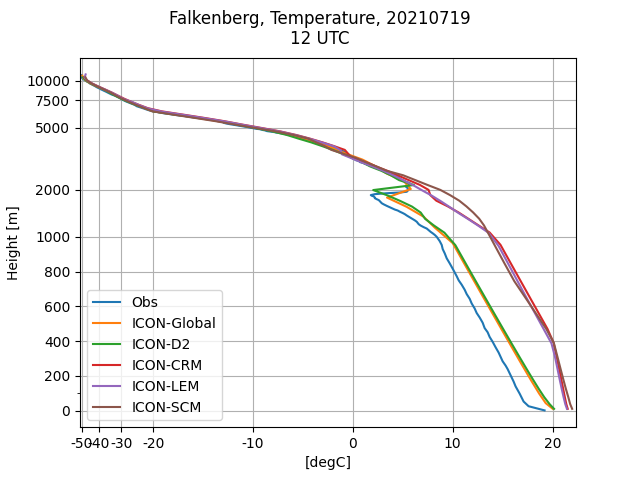 Falkenberg, Temperature, 20210719
12 UTC
Height [m]
10000
7500
5000
2000
1000
800
600
400
200
0
Obs
ICON-Global
ICON-D2
ICON-CRM
ICON-LEM
ICON-SCM
-50 -40 -30 -20 -10 0 10 20
[degC]